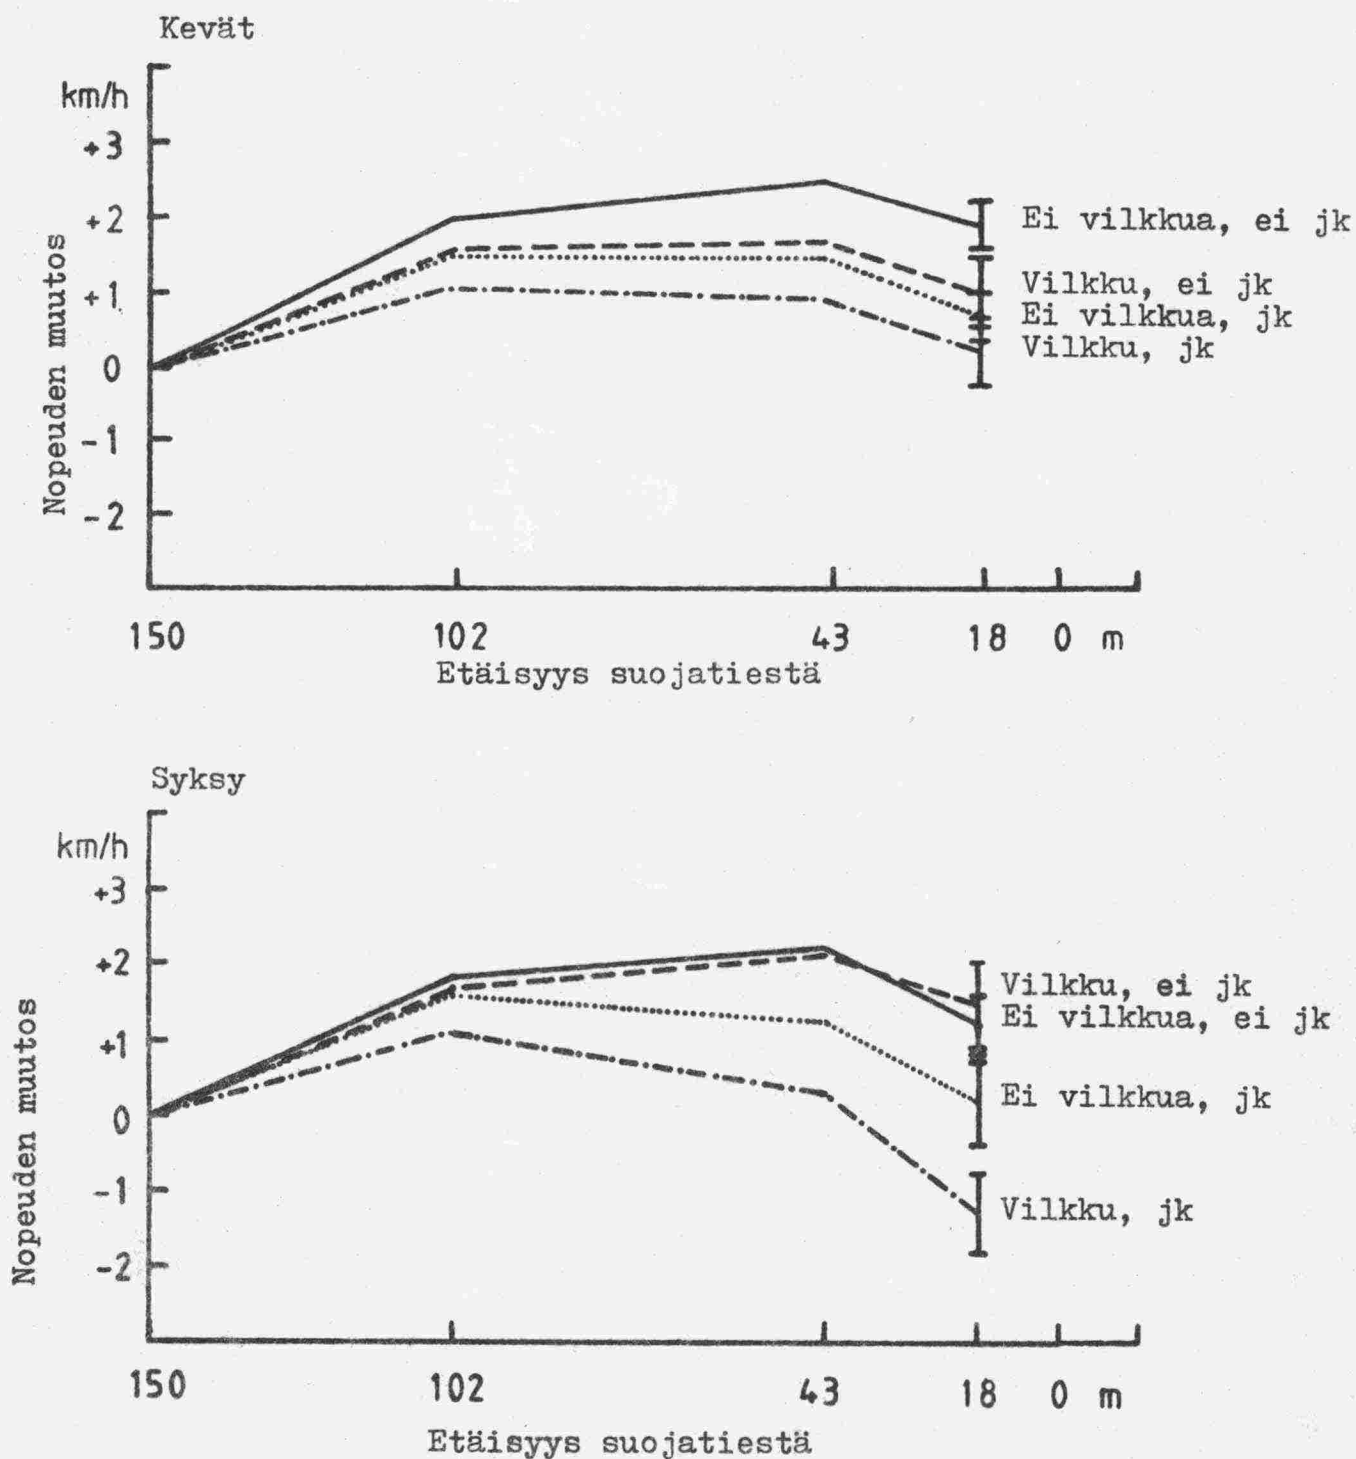 Kevät
km/h
+3
+2
+1
0
-1
-2
Nopeuden muutos
Ei vilkkua, ei jk
Vilkku, ei jk
Ei vilkkua, jk
Vilkku, jk
150 102 43 18 0 m
Etäisyys suojatiestä
Syksy
km/h
+3
+2
+1
0
-1
-2
Nopeuden muutos
Vilkku, ei jk
Ei vilkkua, ei jk
Ei vilkkua, jk
Vilkku, jk
150 102 43 18 0 m
Etäisyys suojatiestä